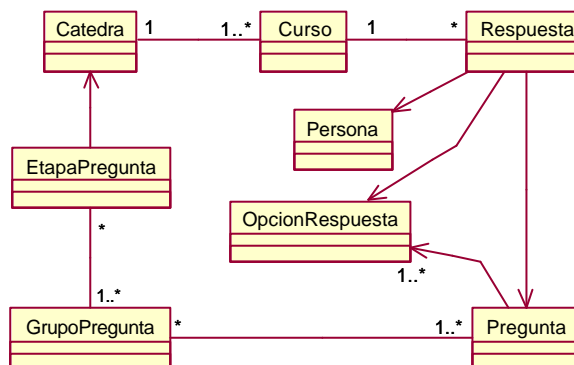 Catedra 1 1..* Curso 1 * Respuesta
Persona
EtapaPregunta
*
OpcionRespuesta
1..*
1..*
GrupoPregunta * 1..* Pregunta